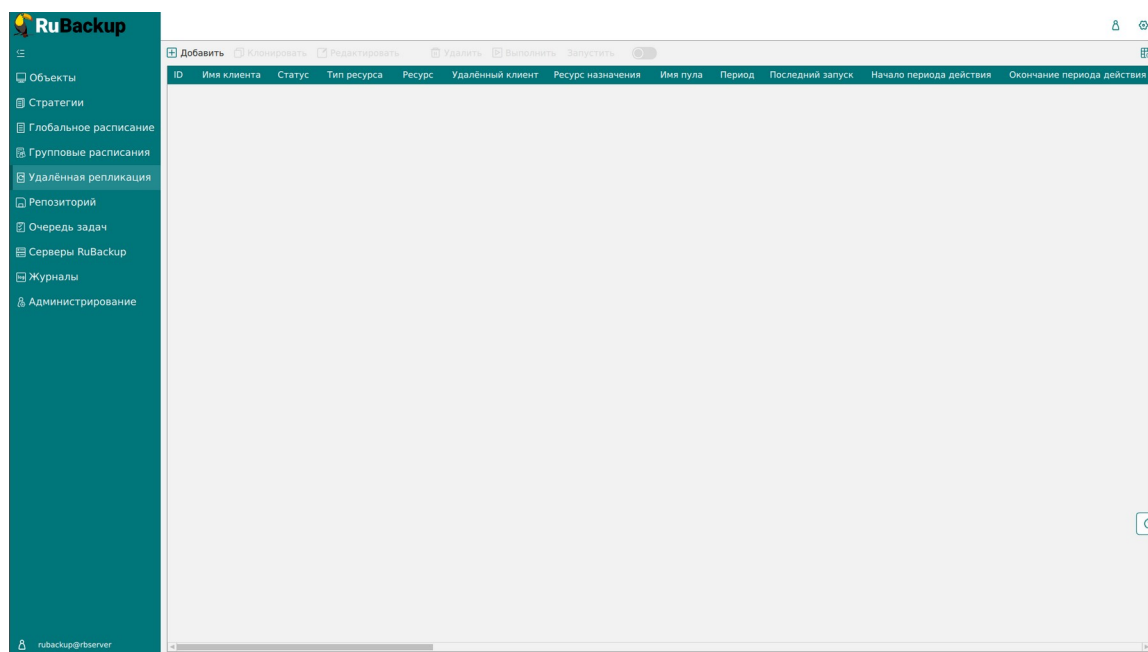 RuBackup
Добавить Клонировать Редактировать Удалить Выполнить Запустить
ID Имя клиента Статус Тип ресурса Ресурс Удалённый клиент Ресурс назначения Имя пула Период Последний запуск Начало периода действия Окончание периода действия
Объекты
Стратегии
Глобальное расписание
Групповые расписания
Удалённая репликация
Репозиторий
Очередь задач
Серверы RuBackup
Журналы
Администрирование
rubackup@rbserver